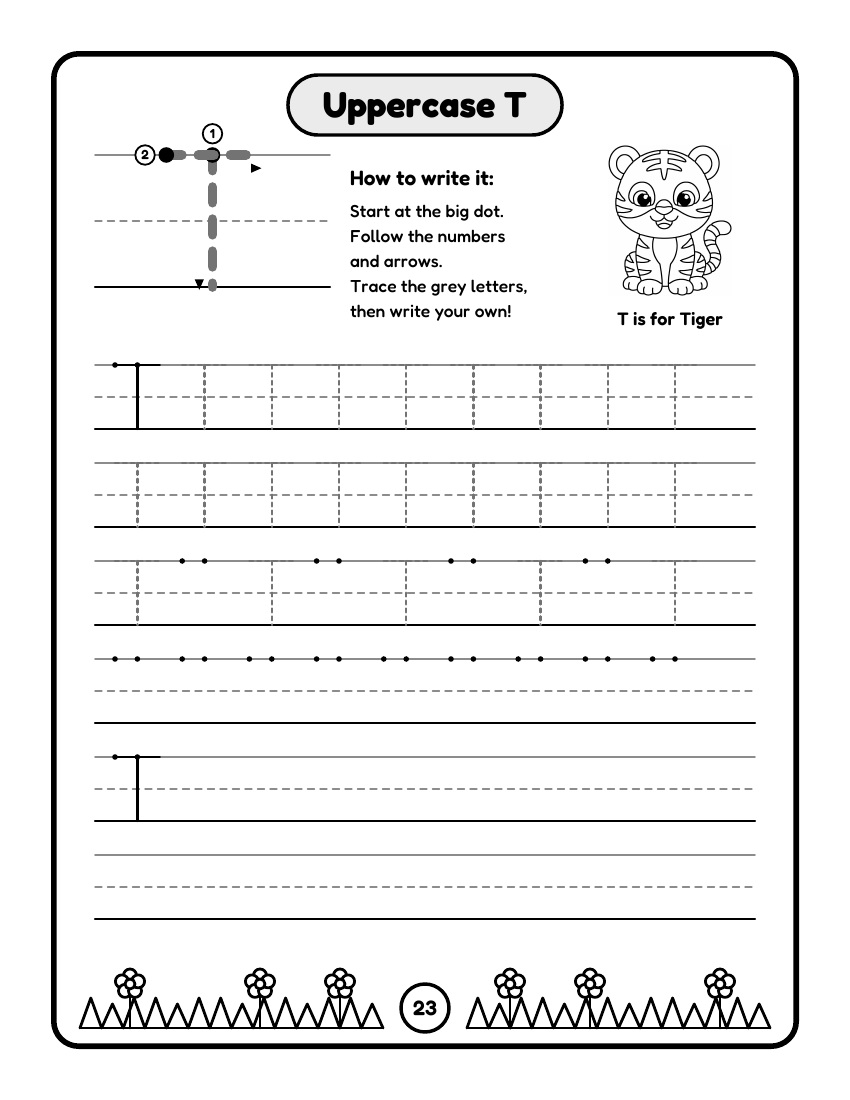 Uppercase T
1
2
How to write it:
Start at the big dot.
Follow the numbers
and arrows.
Trace the grey letters,
then write your own!
T is for Tiger
T T T T T T T T T
T T T T T T T T T
T T T T T
T
23